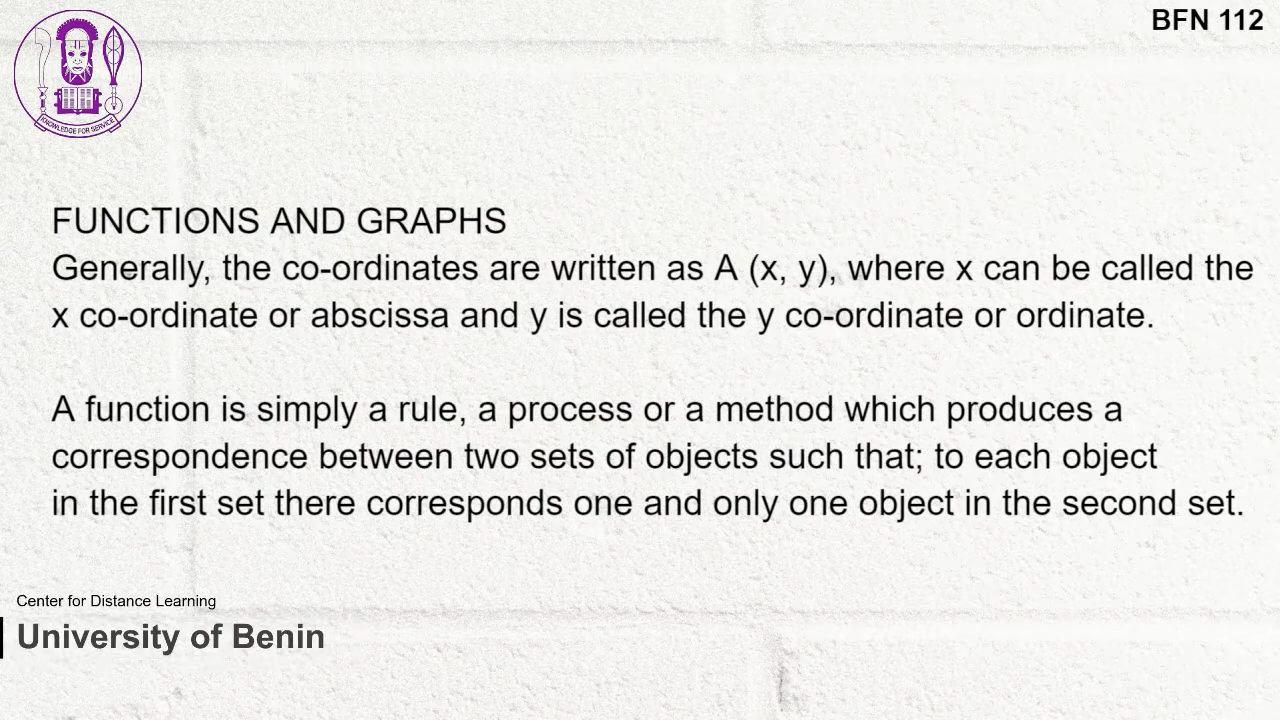 BFN 112
KNOWLEDGE FOR SERVICE
FUNCTIONS AND GRAPHS
Generally, the co-ordinates are written as A (x, y), where x can be called the
x co-ordinate or abscissa and y is called the y co-ordinate or ordinate.
A function is simply a rule, a process or a method which produces a
correspondence between two sets of objects such that; to each object
in the first set there corresponds one and only one object in the second set.
Center for Distance Learning
University of Benin